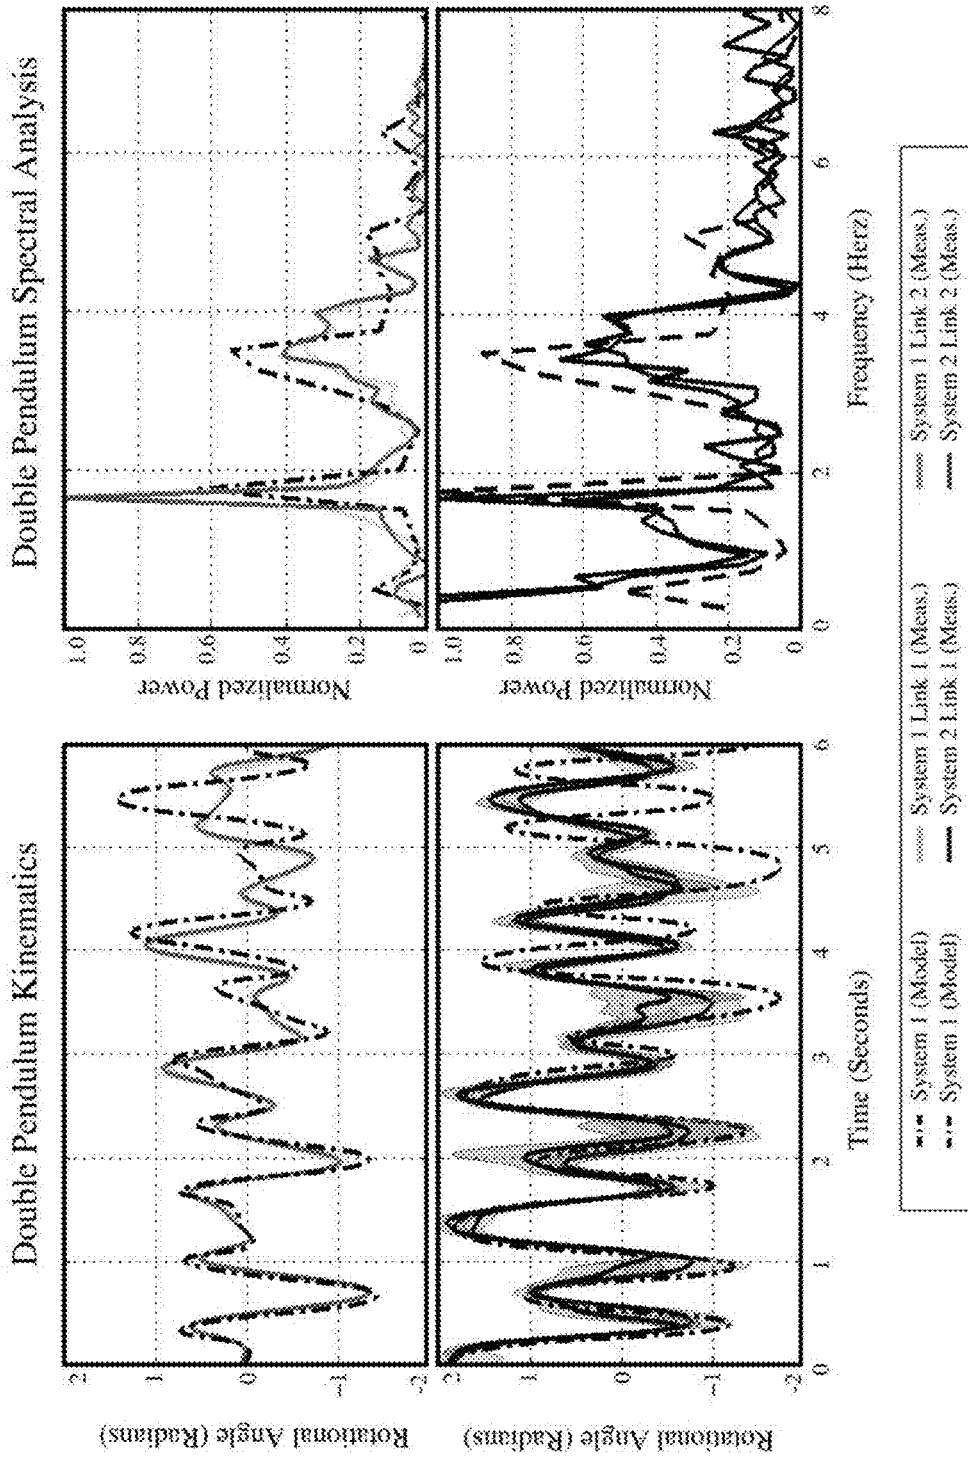 Double Pendulum Kinematics
Rotational Angle (Radians)
2
1
0
-1
-2
Rotational Angle (Radians)
2
1
0
-1
-2
0
1
2
3
4
5
6
Time (Seconds)
Double Pendulum Spectral Analysis
Normalized Power
1.0
0.8
0.6
0.4
0.2
0
Normalized Power
1.0
0.8
0.6
0.4
0.2
0
0
2
4
6
8
Frequency (Herz)
System 1 (Model)
System 1 Link 1 (Meas.)
System 1 Link 2 (Meas.)
System 1 (Model)
System 2 Link 1 (Meas.)
System 2 Link 2 (Meas.)